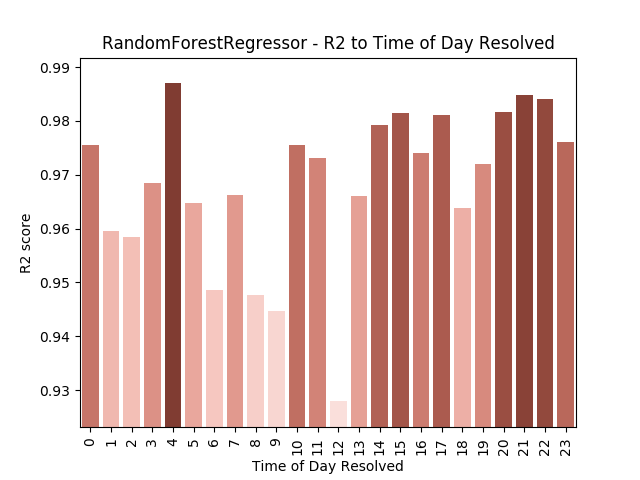 RandomForestRegressor - R2 to Time of Day Resolved
0.99
0.98
0.97
0.96
0.95
0.94
0.93
R2 score
0 1 2 3 4 5 6 7 8 9 10 11 12 13 14 15 16 17 18 19 20 21 22 23
Time of Day Resolved